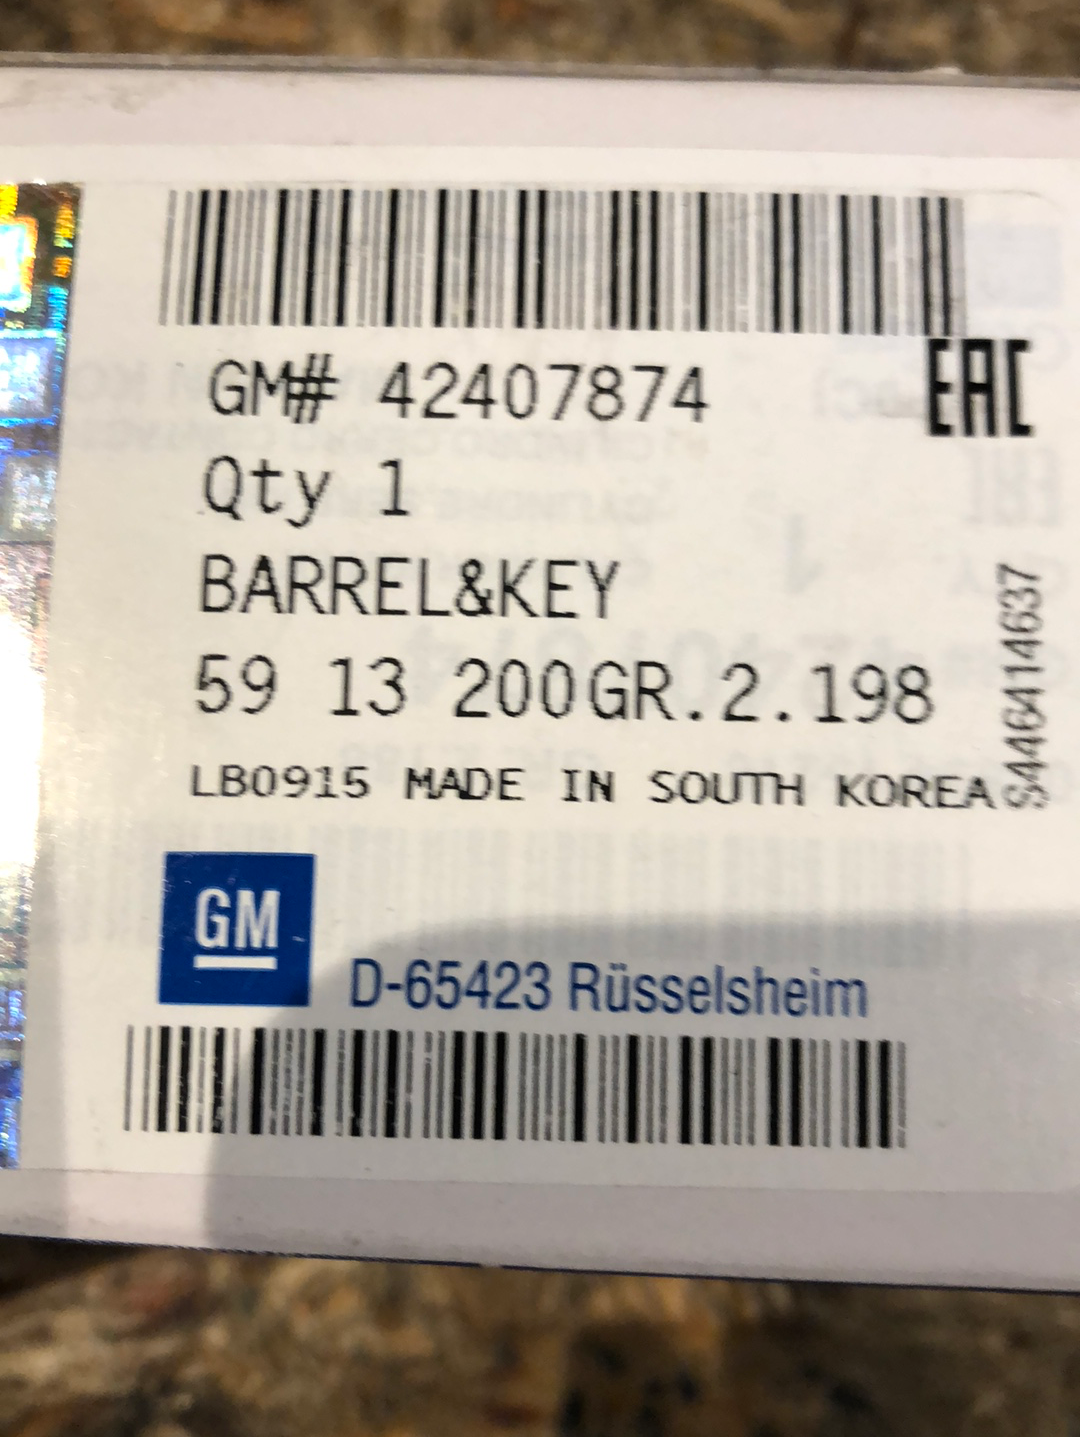 GM# 42407874
EAC
Qty 1
BARREL&KEY
59 13 200GR.2.198
LB0915 MADE IN SOUTH KOREA
S446414637
GM
D-65423 Rüsselsheim